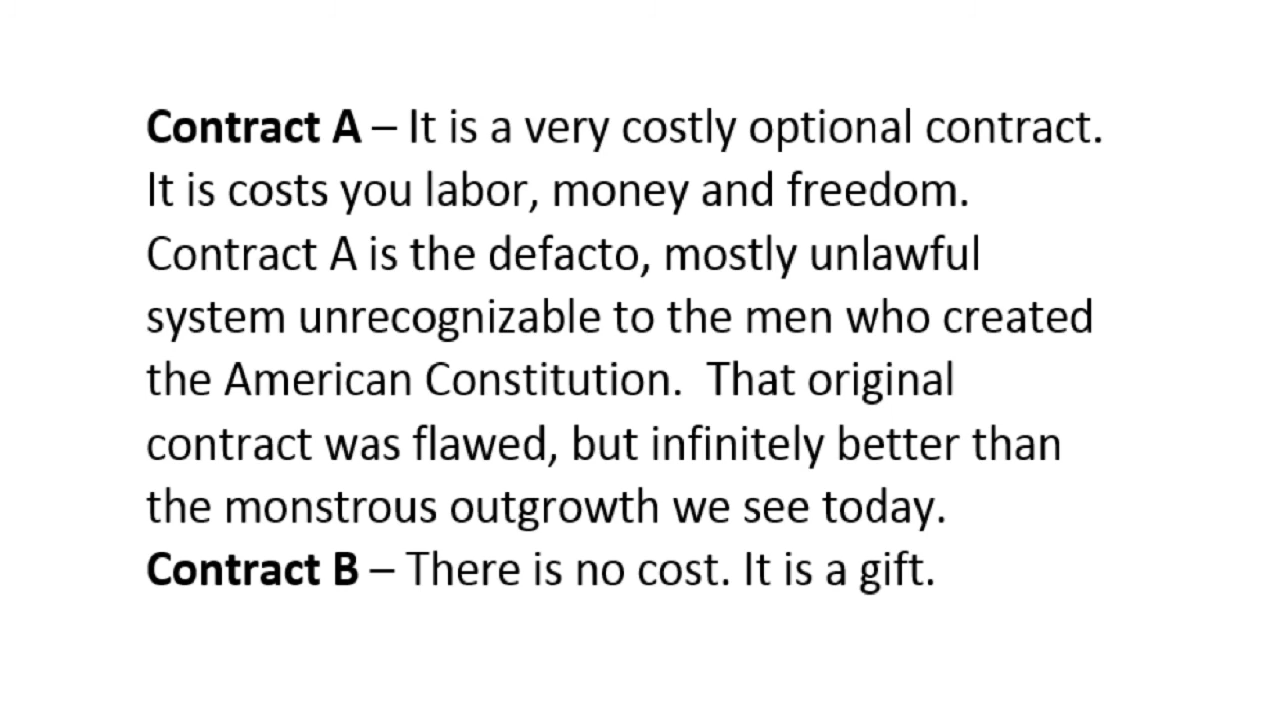 Contract A – It is a very costly optional contract.
It is costs you labor, money and freedom.
Contract A is the defacto, mostly unlawful
system unrecognizable to the men who created
the American Constitution.  That original
contract was flawed, but infinitely better than
the monstrous outgrowth we see today.
Contract B – There is no cost. It is a gift.